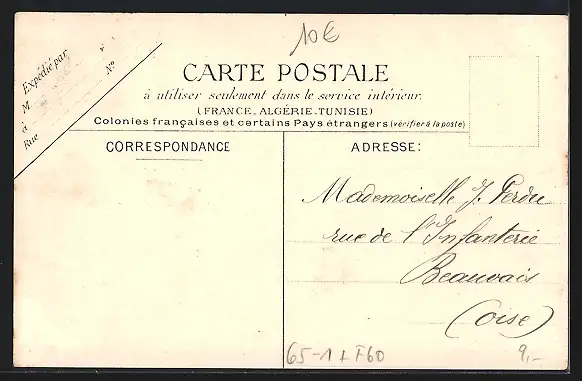 10€
Expédié par
M
à
Rue
N°
CARTE POSTALE
à utiliser seulement dans le service intérieur.
(FRANCE, ALGÉRIE-TUNISIE)
Colonies françaises et certains Pays étrangers (vérifier à la poste)
CORRESPONDANCE
ADRESSE:
Mademoiselle J. Perdu
rue de l'Infanterie
Beauvais
(Oise)
65-1 + F60
9,-